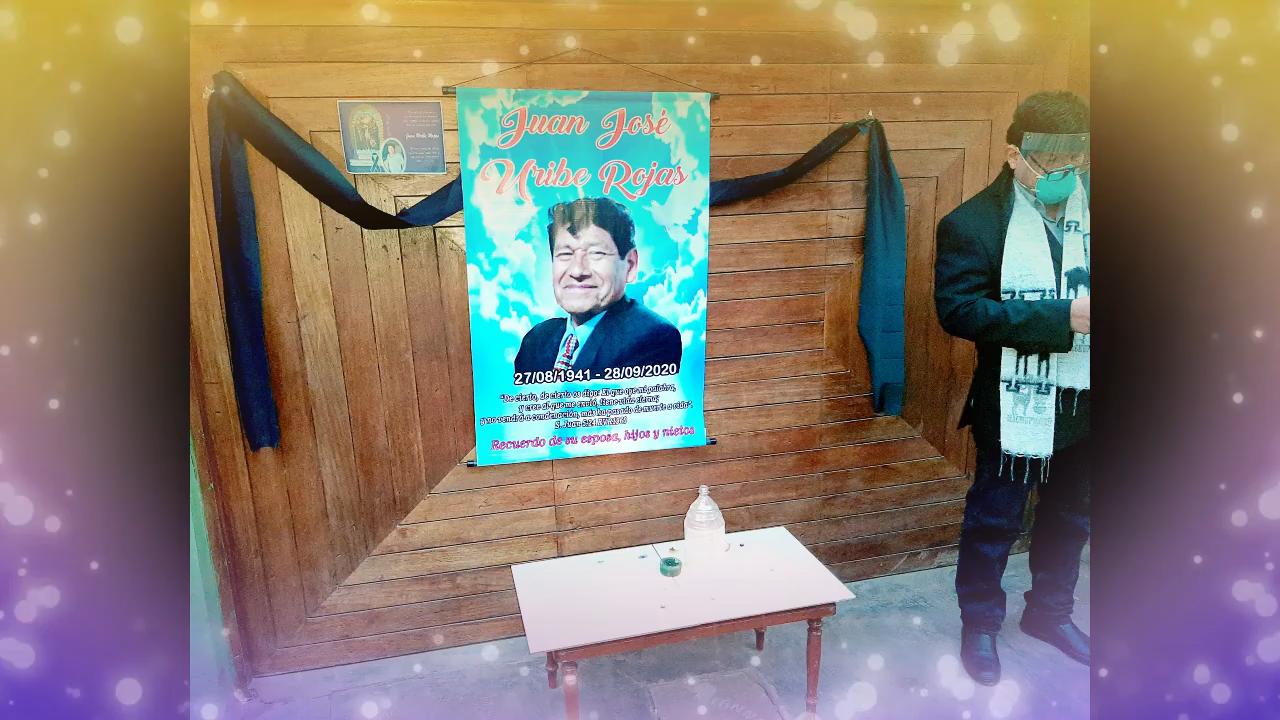 Juan José
Uribe Rojas
27/08/1941 - 28/09/2020
"De cierto, de cierto os digo: El que oye mi palabra,
y cree al que me envió, tiene vida eterna;
y no vendrá a condenación, más ha pasado de muerte a vida".
S. Juan 5:24 RVR1960
Recuerdo de su esposa, hijos y nietos